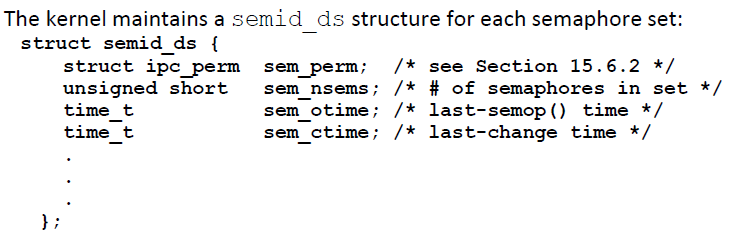 The kernel maintains a semid_ds structure for each semaphore set:
struct semid_ds {
struct ipc_perm sem_perm; /* see Section 15.6.2 */
unsigned short sem_nsems; /* # of semaphores in set */
time_t sem_otime; /* last-semop() time */
time_t sem_ctime; /* last-change time */
.
.
.
};